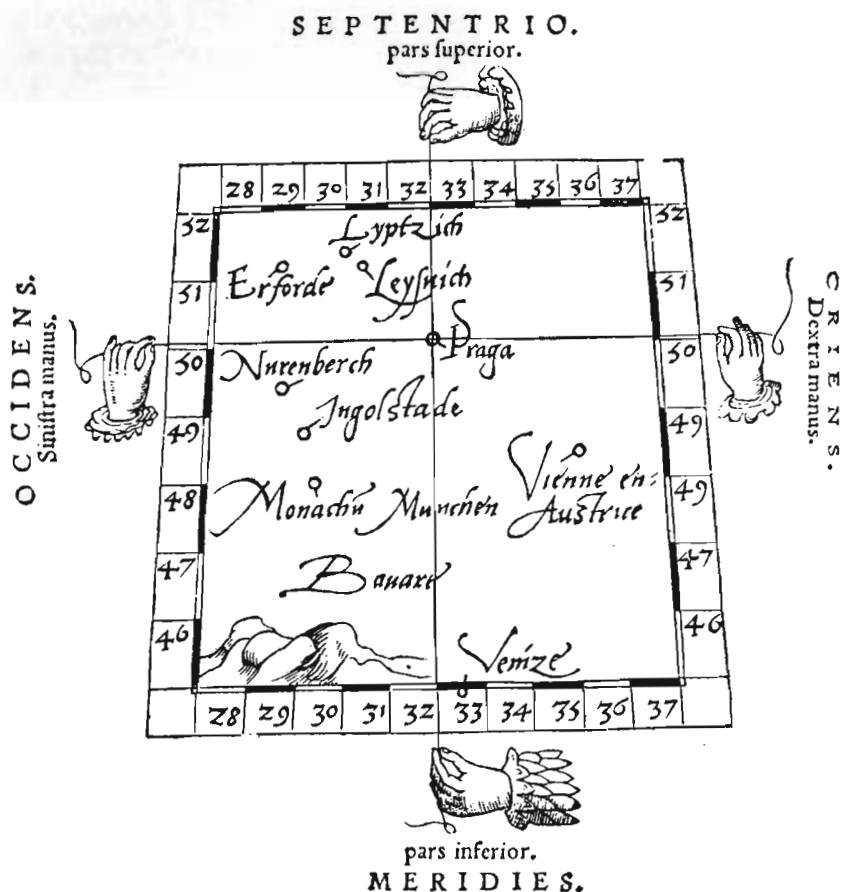 SEPTENTRIO.
pars ſuperior.
28 29 30 31 32 33 34 35 36 37
52 52
Lyptzich
Erforde Leyſnich
51 51
OCCIDENS.
Siniſtra manus.
ORIENS.
Dextra manus.
Praga
50 50
Nurenberch
Ingolſtade
49 49
Vienne en=
Auſtrice
48 49
Monachū Munchen
47 47
Bavare
46 46
Venize
28 29 30 31 32 33 34 35 36 37
pars inferior.
MERIDIES.